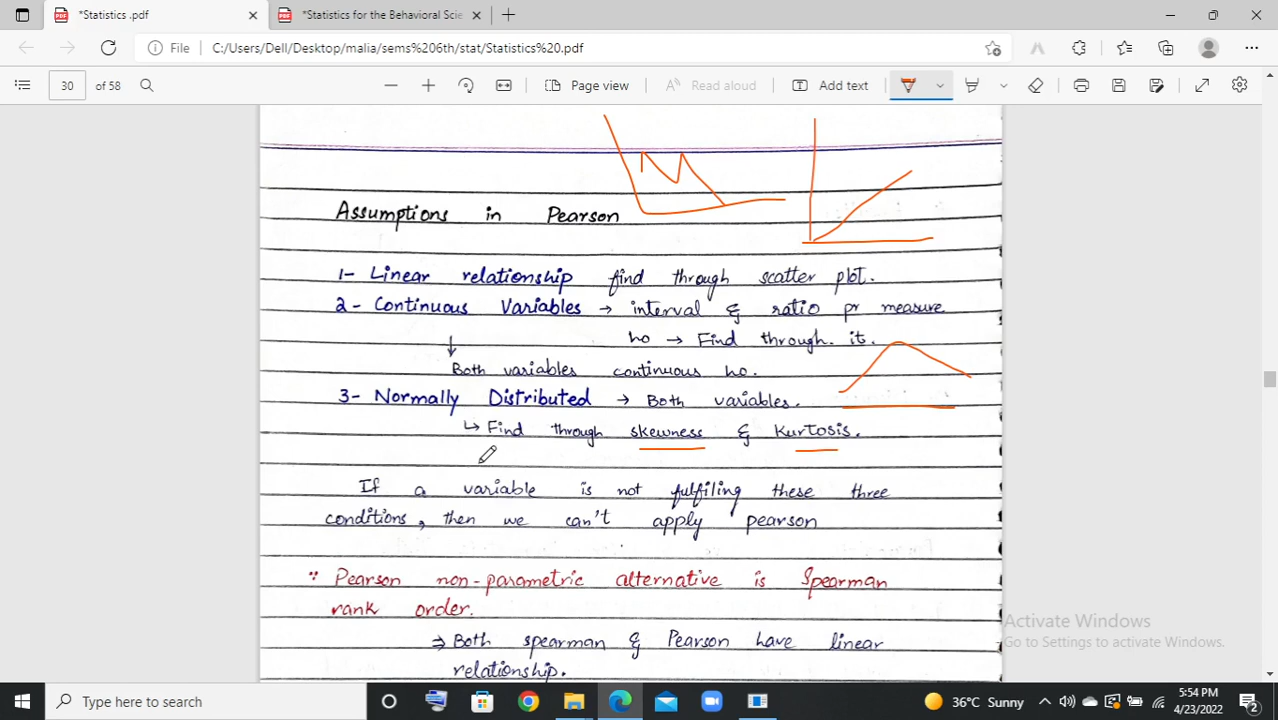 *Statistics .pdf
*Statistics for the Behavioral Scie
File
C:/Users/Dell/Desktop/malia/sems%206th/stat/Statistics%20.pdf
30 of 58
Page view
Read aloud
Add text
Assumptions in Pearson
1- Linear relationship find through scatter plot.
2- Continuous Variables → interval & ratio pr measure
ho → Find through. it.
↓
Both variables continuous ho.
3- Normally Distributed → Both variables.
↳ Find through skewness & Kurtosis.
If a variable is not fulfiling these three
conditions, then we can't apply pearson
∵ Pearson non-parametric alternative is Spearman
rank order.
⇒ Both spearman & Pearson have linear
relationship.
Activate Windows
Go to Settings to activate Windows.
Type here to search
36°C Sunny
5:54 PM
4/23/2022
2